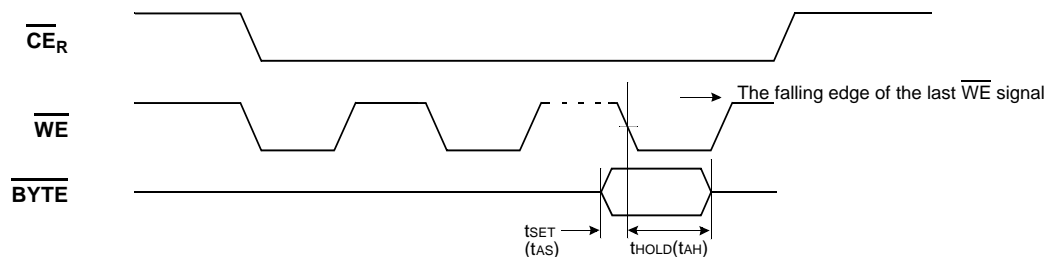 CER
The falling edge of the last WE signal
WE
BYTE
tSET
(tAS)
tHOLD(tAH)